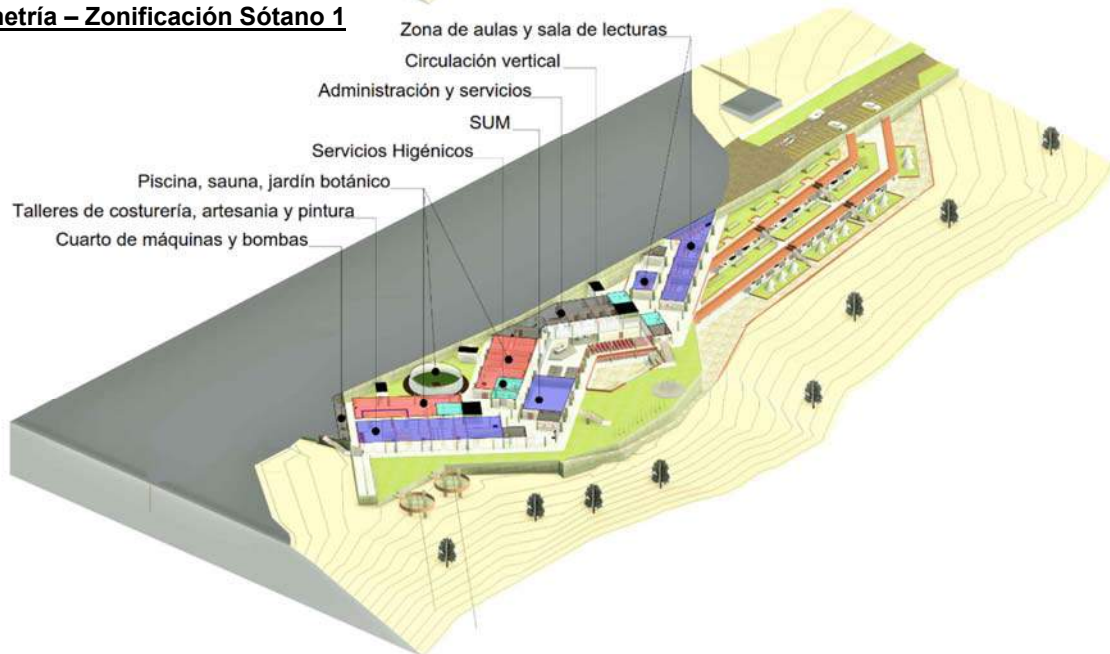 metría – Zonificación Sótano 1
Zona de aulas y sala de lecturas
Circulación vertical
Administración y servicios
SUM
Servicios Higénicos
Piscina, sauna, jardín botánico
Talleres de costurería, artesania y pintura
Cuarto de máquinas y bombas